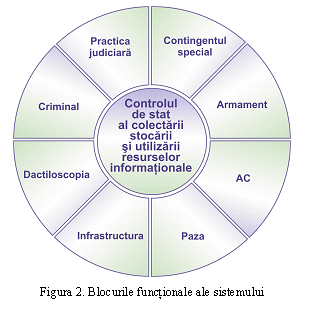 Practica
judiciară
Contingentul
special
Criminal
Armament
Controlul
de stat
al colectării
stocării
şi utilizării
resurselor
informaţionale
Dactiloscopia
AC
Infrastructura
Paza
Figura 2. Blocurile funcţionale ale sistemului